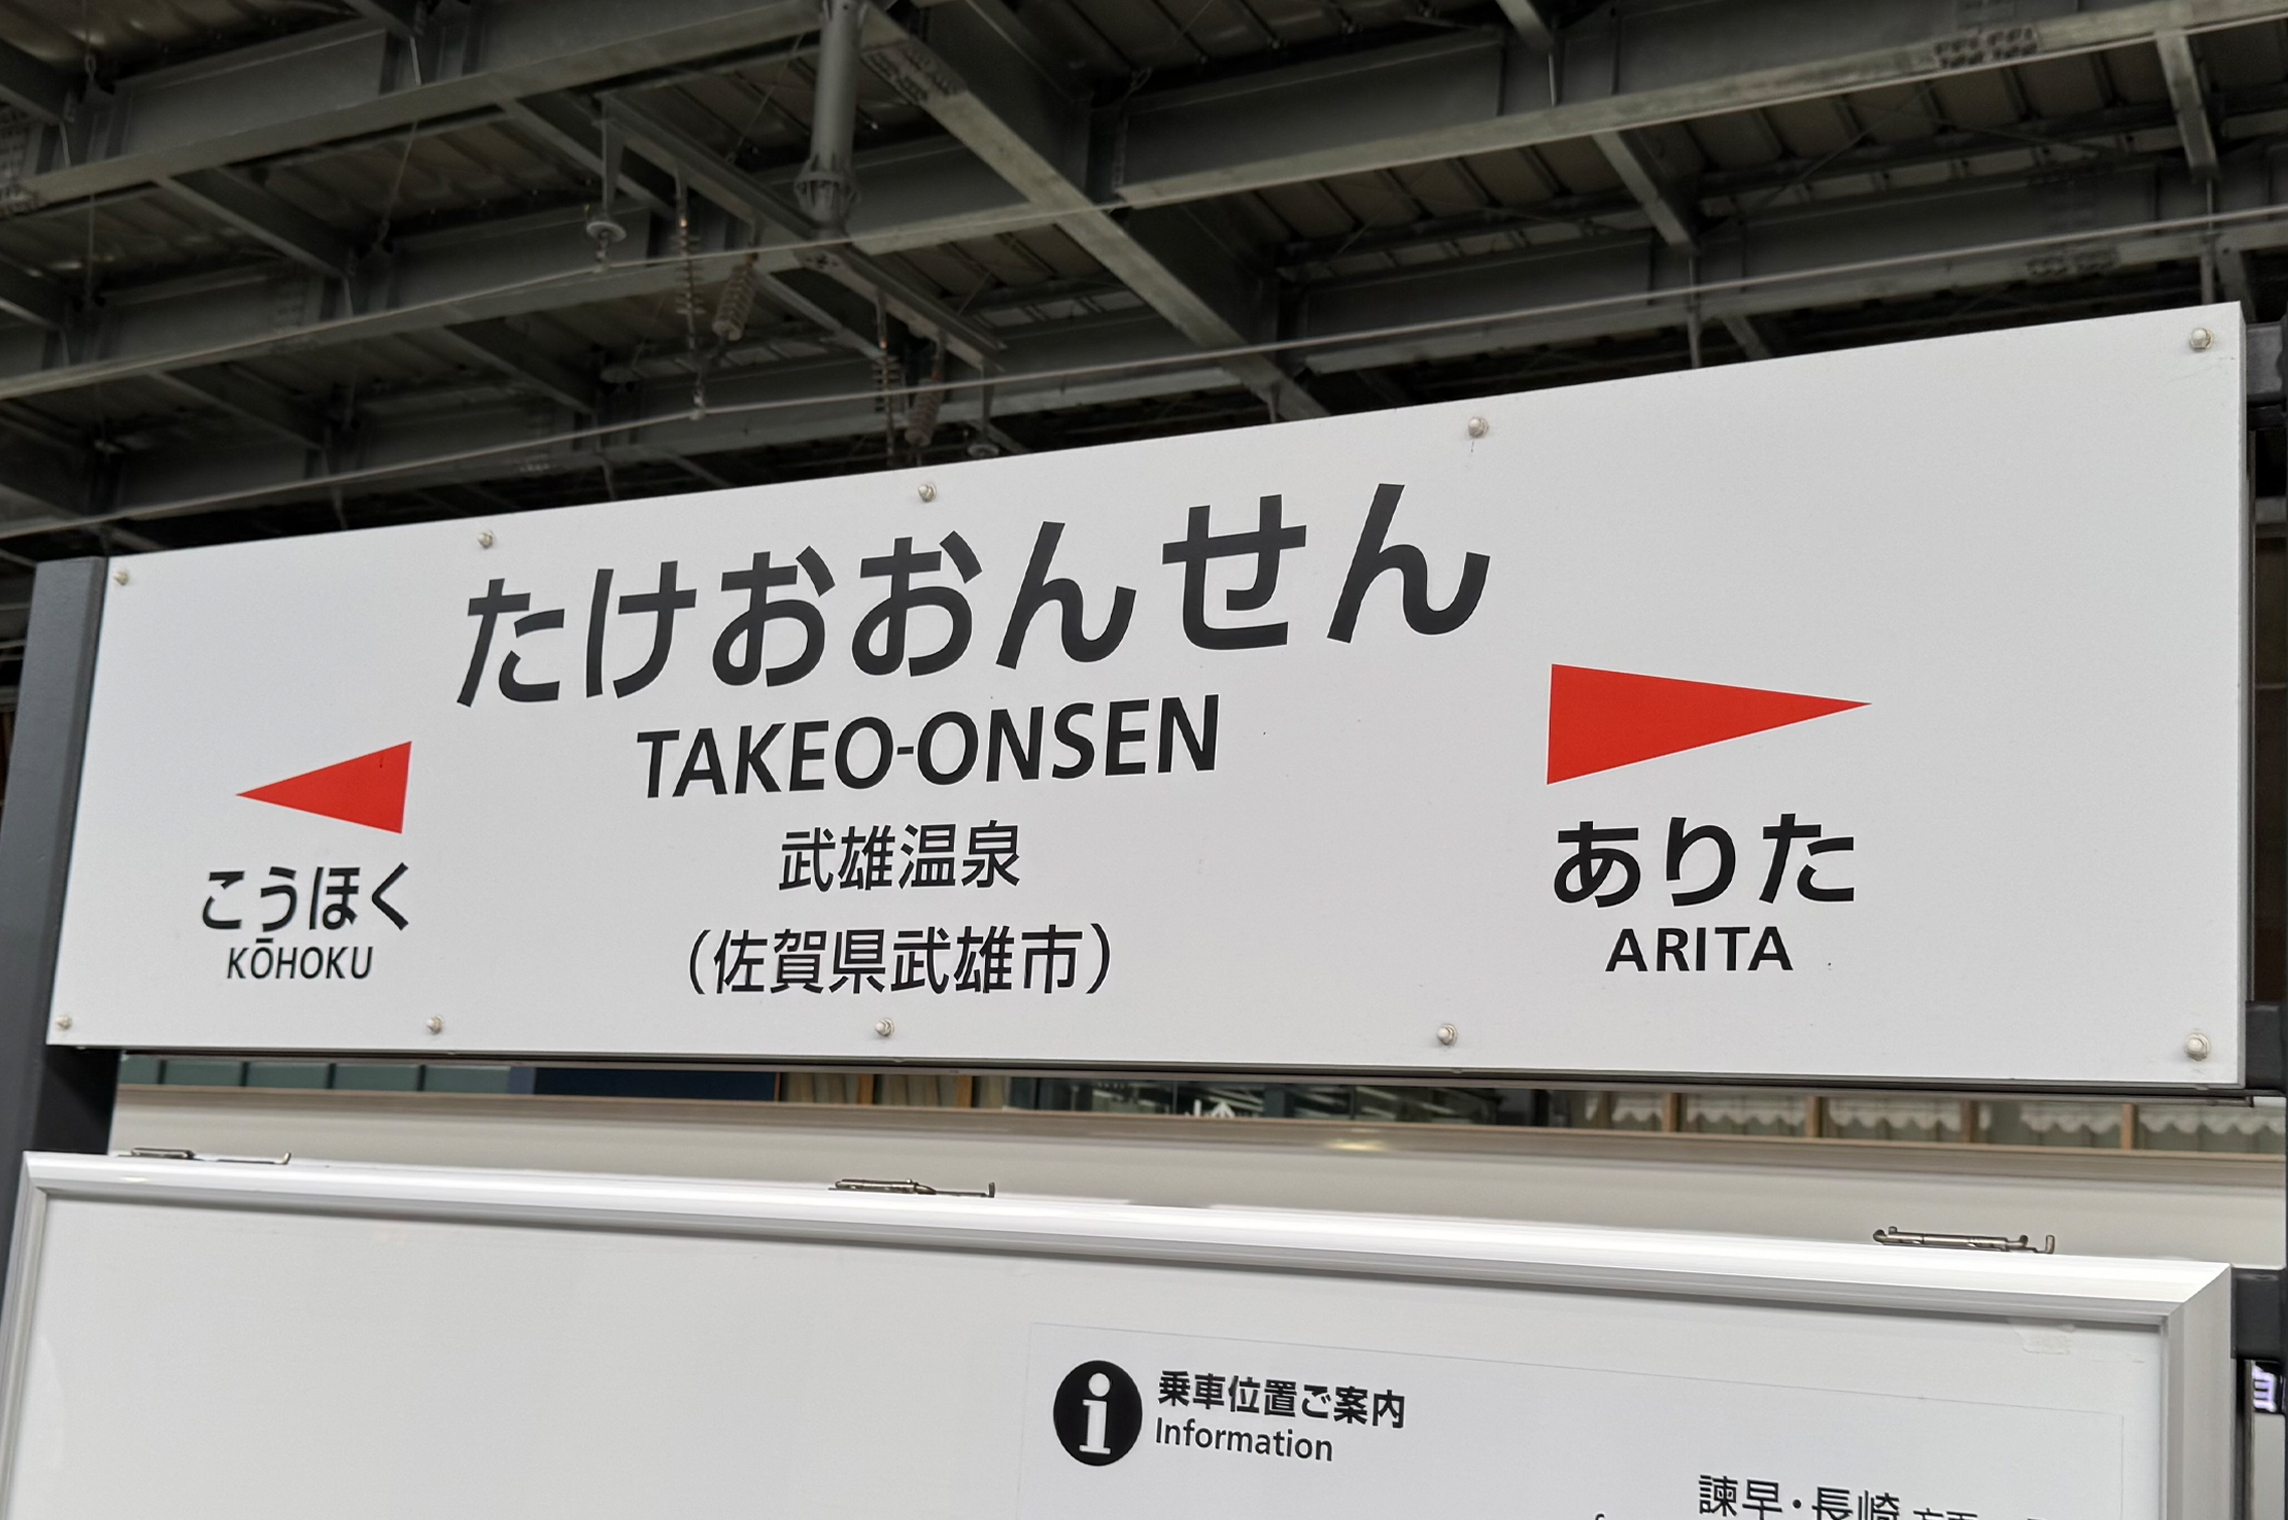 たけおおんせん
TAKEO-ONSEN
武雄温泉
（佐賀県武雄市）
こうほく
KŌHOKU
ありた
ARITA
乗車位置ご案内
Information
諫早・長崎 方面